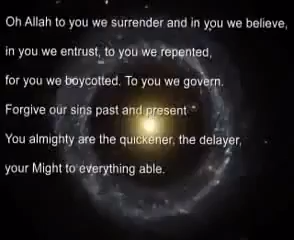 Oh Allah to you we surrender and in you we believe,
in you we entrust, to you we repented,
for you we boycotted. To you we govern.
Forgive our sins past and present
You almighty are the quickener, the delayer,
your Might to everything able.